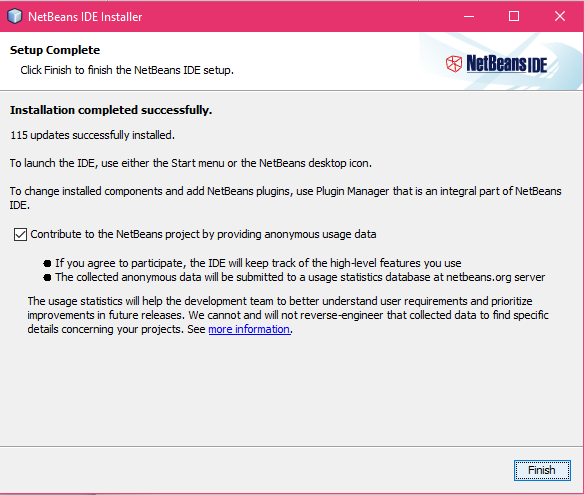 NetBeans IDE Installer
Setup Complete
Click Finish to finish the NetBeans IDE setup.
NetBeans IDE
Installation completed successfully.
115 updates successfully installed.
To launch the IDE, use either the Start menu or the NetBeans desktop icon.
To change installed components and add NetBeans plugins, use Plugin Manager that is an integral part of NetBeans
IDE.
Contribute to the NetBeans project by providing anonymous usage data
● If you agree to participate, the IDE will keep track of the high-level features you use
● The collected anonymous data will be submitted to a usage statistics database at netbeans.org server
The usage statistics will help the development team to better understand user requirements and prioritize
improvements in future releases. We cannot and will not reverse-engineer that collected data to find specific
details concerning your projects. See more information.
Finish